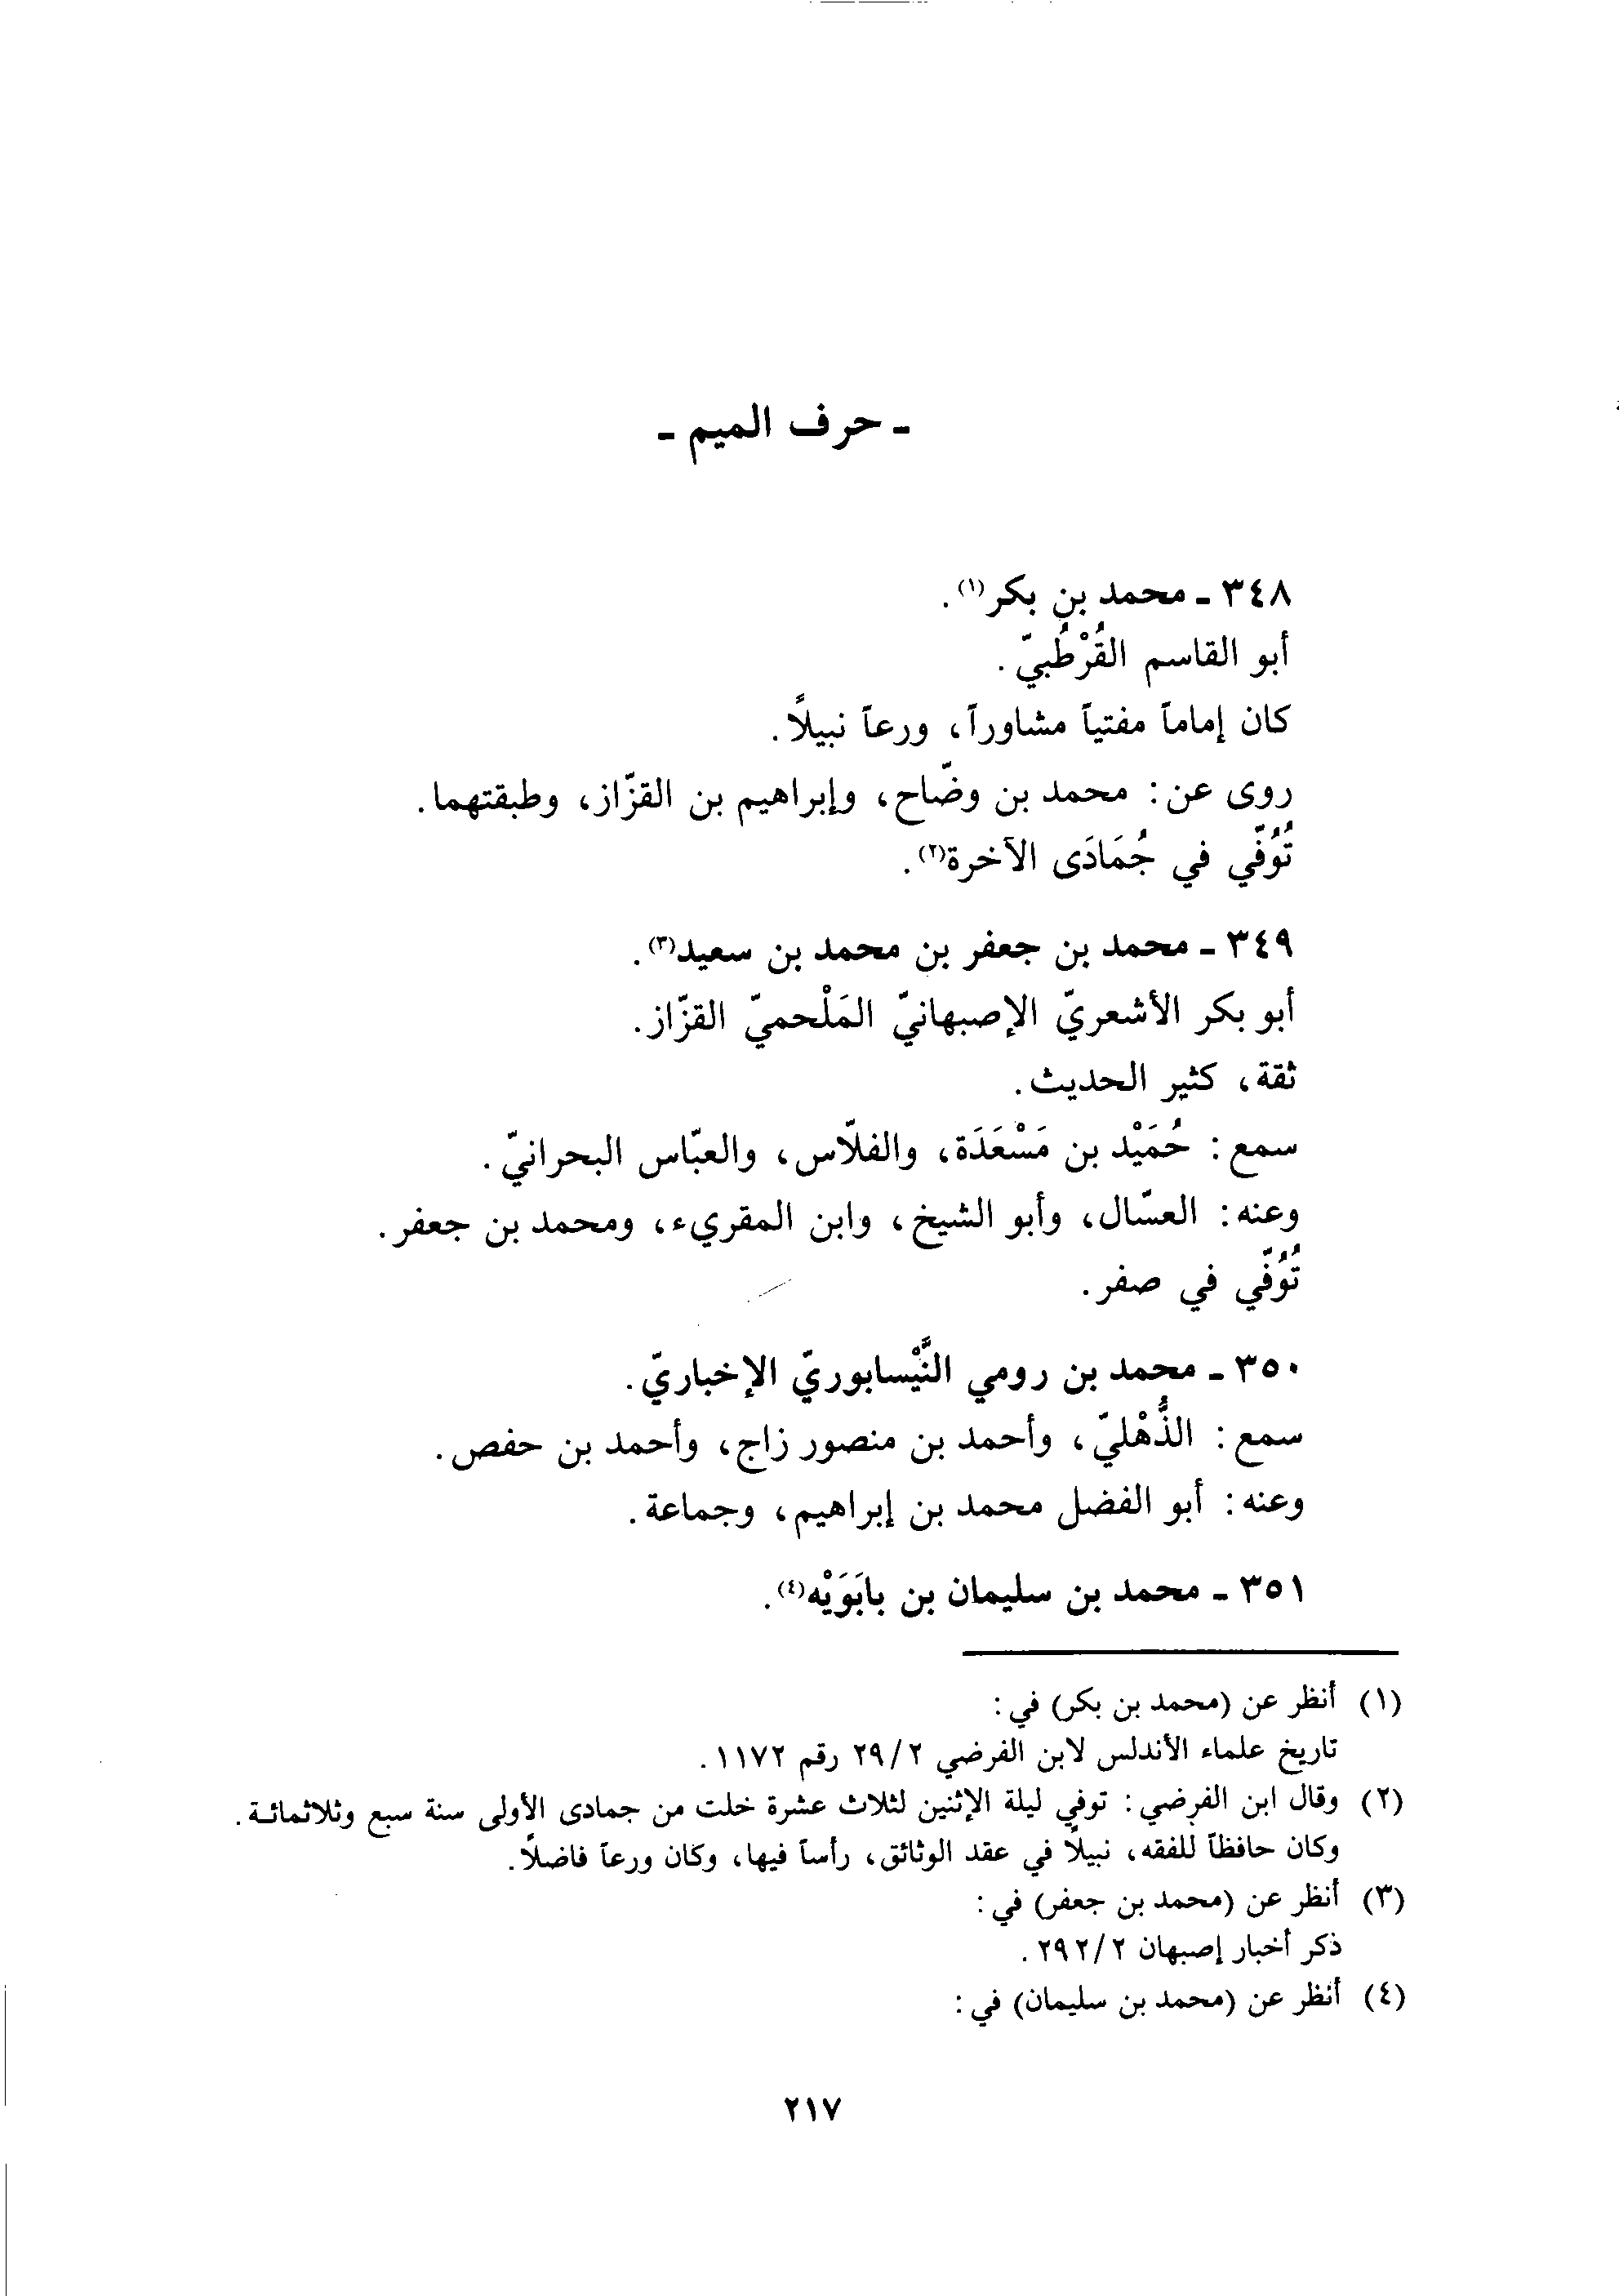 ـ حرف الميم ـ
٣٤٨ ـ محمد بن بكر(١).
أبو القاسم القُرْطُبيّ.
كان إماماً مفتياً مشاوراً، ورعاً نبيلاً.
روى عن: محمد بن وضّاح، وإبراهيم بن القزّاز، وطبقتهما.
تُوُفّي في جُمَادَى الآخرة(٢).
٣٤٩ ـ محمد بن جعفر بن محمد بن سعيد(٣).
أبو بكر الأشعريّ الإصبهانيّ المَلْحميّ القزّاز.
ثقة، كثير الحديث.
سمع: حُمَيْد بن مَسْعَدَة، والفلّاس، والعبّاس البحرانيّ.
وعنه: العسّال، وأبو الشيخ، وابن المقريء، ومحمد بن جعفر.
تُوُفّي في صفر.
٣٥٠ ـ محمد بن رومي النَّيْسابوريّ الإخباريّ.
سمع: الذُّهْليّ، وأحمد بن منصور زاج، وأحمد بن حفص.
وعنه: أبو الفضل محمد بن إبراهيم، وجماعة.
٣٥١ ـ محمد بن سليمان بن بابَوَيْه(٤).
(١) أنظر عن (محمد بن بكر) في:
تاريخ علماء الأندلس لابن الفرضي ٢٩/٢ رقم ١١٧٢.
(٢) وقال ابن الفرضي: توفي ليلة الإثنين لثلاث عشرة خلت من جمادى الأولى سنة سبع وثلاثمائة.
وكان حافظاً للفقه، نبيلاً في عقد الوثائق، رأساً فيها، وكان ورعاً فاضلاً.
(٣) أنظر عن (محمد بن جعفر) في:
ذكر أخبار إصبهان ٢٩٢/٢.
(٤) أنظر عن (محمد بن سليمان) في:
٢١٧